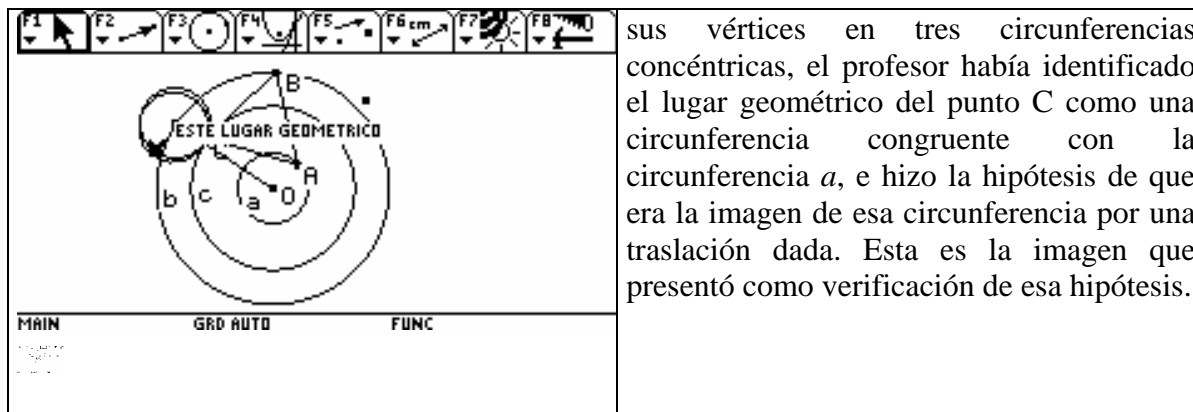 F1 F2 F3 F4 F5 F6 cm F7 F8
B
ESTE LUGAR GEOMETRICO
A
b c a O
MAIN GRD AUTO FUNC
sus vértices en tres circunferencias
concéntricas, el profesor había identificado
el lugar geométrico del punto C como una
circunferencia congruente con la
circunferencia a, e hizo la hipótesis de que
era la imagen de esa circunferencia por una
traslación dada. Esta es la imagen que
presentó como verificación de esa hipótesis.